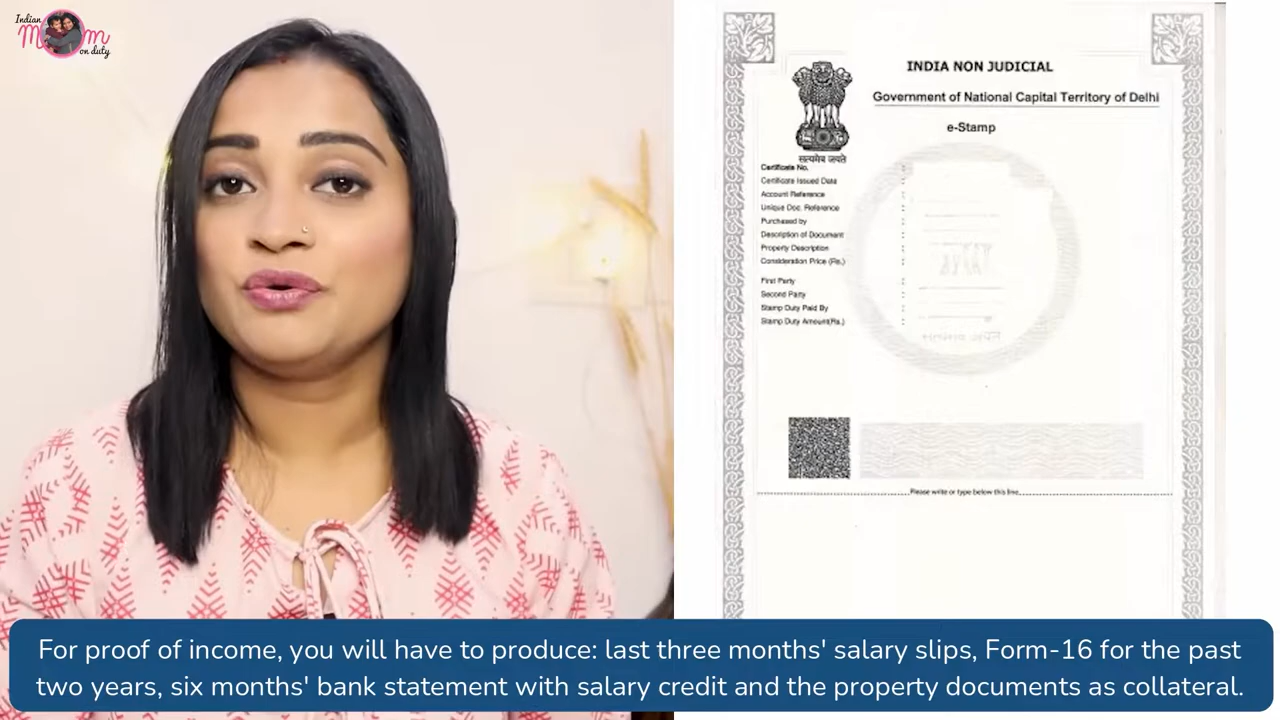 Indian
Mom
on duty
INDIA NON JUDICIAL
Government of National Capital Territory of Delhi
e-Stamp
सत्यमेव जयते
Certificate No. :
Certificate Issued Date :
Account Reference :
Unique Doc. Reference :
Purchased by :
Description of Document :
Property Description :
Consideration Price (Rs.) :
First Party :
Second Party :
Stamp Duty Paid By :
Stamp Duty Amount(Rs.) :
सत्यमेव जयते
Please write or type below this line
For proof of income, you will have to produce: last three months' salary slips, Form-16 for the past
two years, six months' bank statement with salary credit and the property documents as collateral.